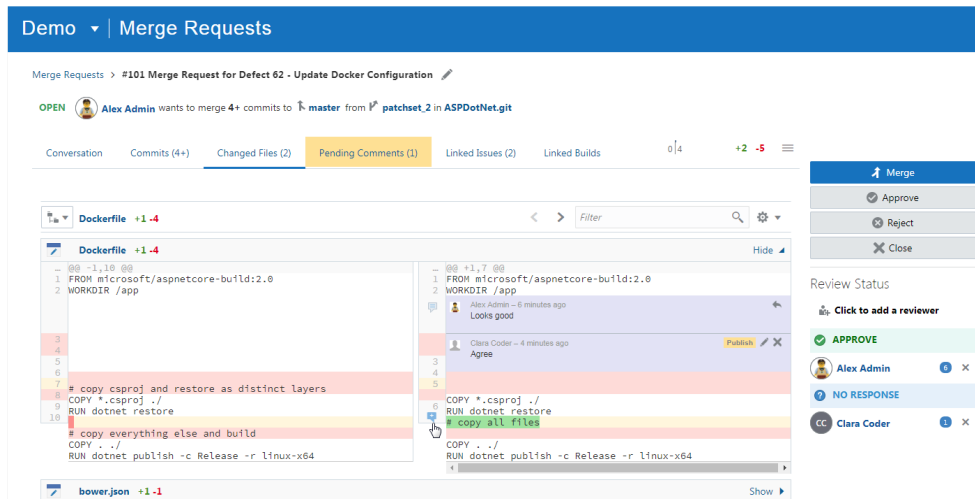 Demo Merge Requests
Merge Requests > #101 Merge Request for Defect 62 - Update Docker Configuration
OPEN Alex Admin wants to merge 4+ commits to master from patchset_2 in ASPDotNet.git
Conversation Commits (4+) Changed Files (2) Pending Comments (1) Linked Issues (2) Linked Builds 0 4 +2 -5
Dockerfile +1 -4 < > Filter
Dockerfile +1 -4 Hide
... @@ -1,10 @@
1 FROM microsoft/aspnetcore-build:2.0
2 WORKDIR /app
3
4
5
6
7
8 # copy csproj and restore as distinct layers
9 COPY *.csproj ./
10 RUN dotnet restore
# copy everything else and build
COPY . ./
RUN dotnet publish -c Release -r linux-x64
... @@ +1,7 @@
1 FROM microsoft/aspnetcore-build:2.0
2 WORKDIR /app
Alex Admin – 6 minutes ago
Looks good
Clara Coder – 4 minutes ago Publish
Agree
3
4
5
COPY *.csproj ./
6 RUN dotnet restore
# copy all files
COPY . ./
RUN dotnet publish -c Release -r linux-x64
bower.json +1 -1 Show
Merge
Approve
Reject
Close
Review Status
Click to add a reviewer
APPROVE
Alex Admin 6
NO RESPONSE
CC Clara Coder 1